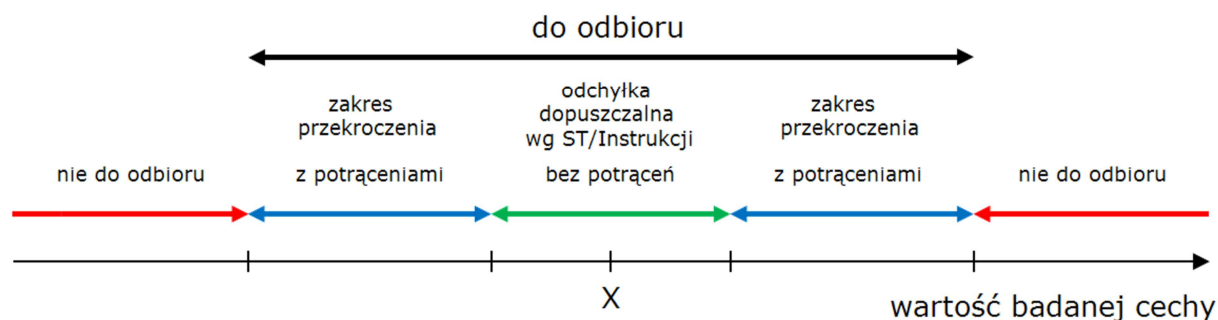 do odbioru
zakres
przekroczenia
odchyłka
dopuszczalna
wg ST/Instrukcji
zakres
przekroczenia
nie do odbioru
z potrąceniami
bez potrąceń
z potrąceniami
nie do odbioru
X
wartość badanej cechy